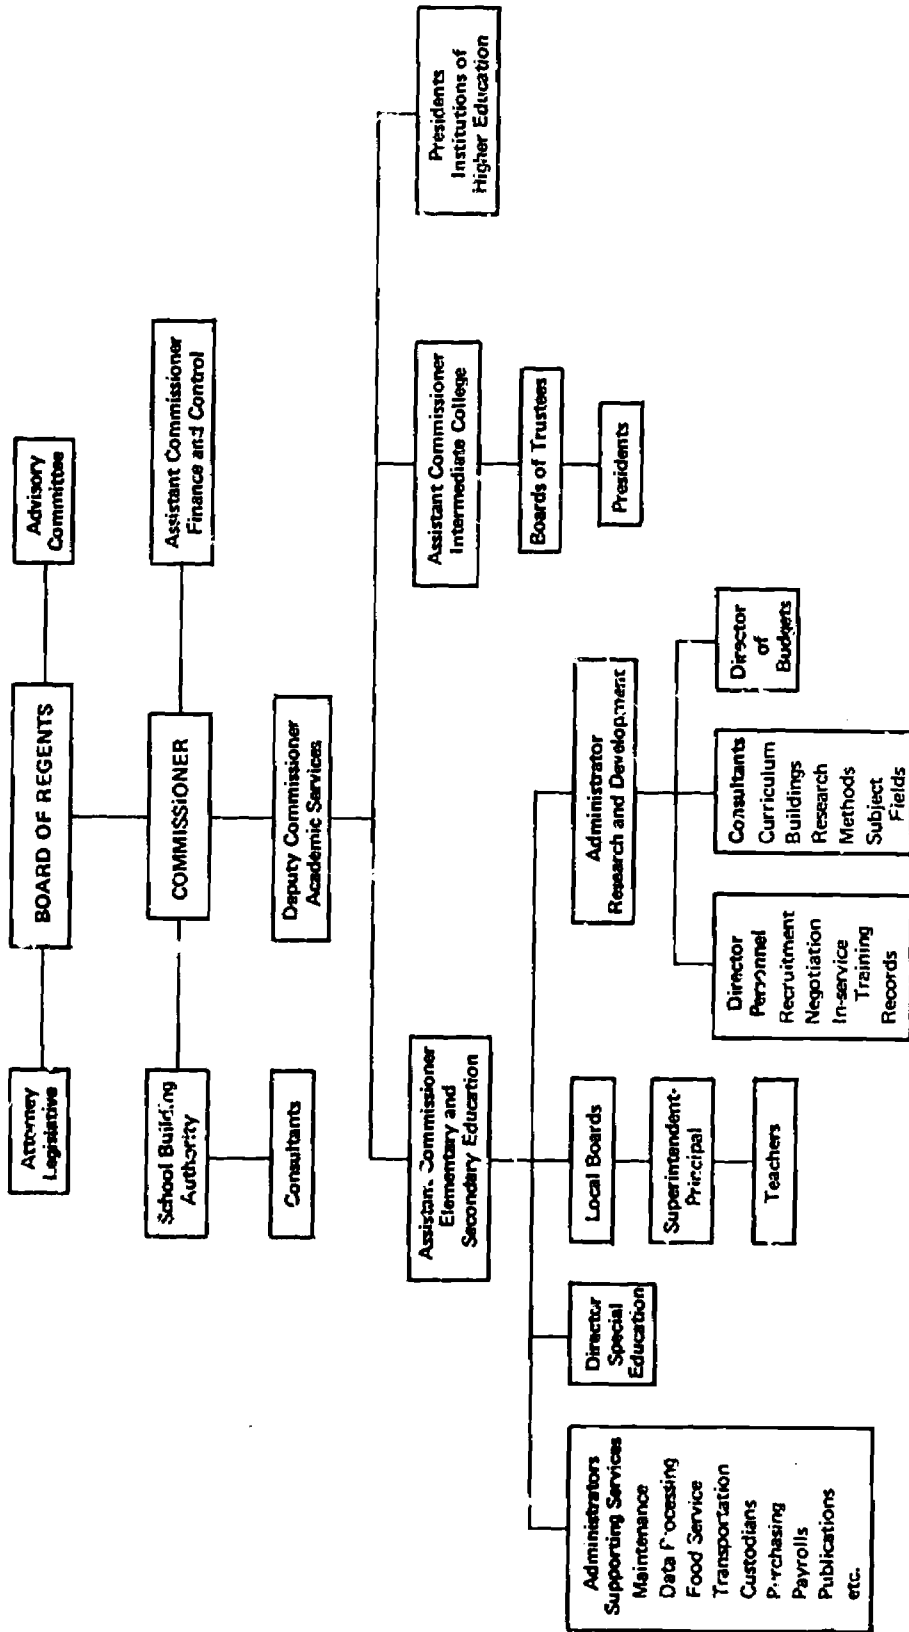 Attorney
Legislative
BOARD OF REGENTS
Advisory
Committee
School Building
Authority
COMMISSIONER
Assistant Commissioner
Finance and Control
Consultants
Deputy Commissioner
Academic Services
Assistant Commissioner
Elementary and
Secondary Education
Assistant Commissioner
Intermediate College
Presidents
Institutions of
Higher Education
Boards of Trustees
Presidents
Administrators
Supporting Services
Maintenance
Data Processing
Food Service
Transportation
Custodians
Purchasing
Payrolls
Publications
etc.
Director
Special
Education
Local Boards
Superintendent-
Principal
Teachers
Administrator
Research and Development
Director
Personnel
Recruitment
Negotiation
In-service
Training
Records
Consultants
Curriculum
Buildings
Research
Methods
Subject
Fields
Director
of
Budgets